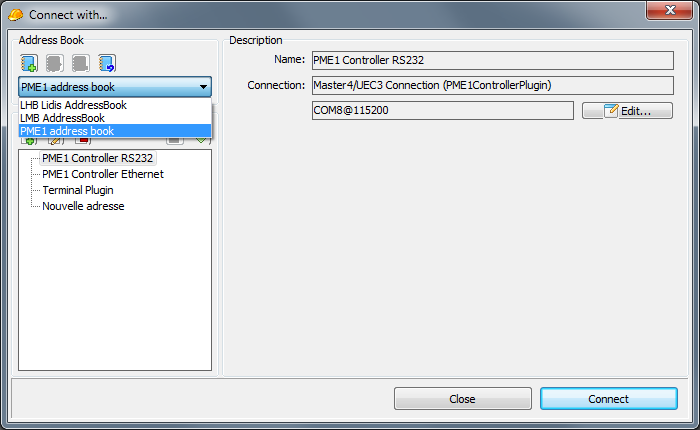 Connect with...
Address Book
PME1 address book
LHB Lidis AddressBook
LMB AddressBook
PME1 address book
PME1 Controller RS232
PME1 Controller Ethernet
Terminal Plugin
Nouvelle adresse
Description
Name: PME1 Controller RS232
Connection: Master4/UEC3 Connection (PME1ControllerPlugin)
COM8@115200 Edit...
Close Connect